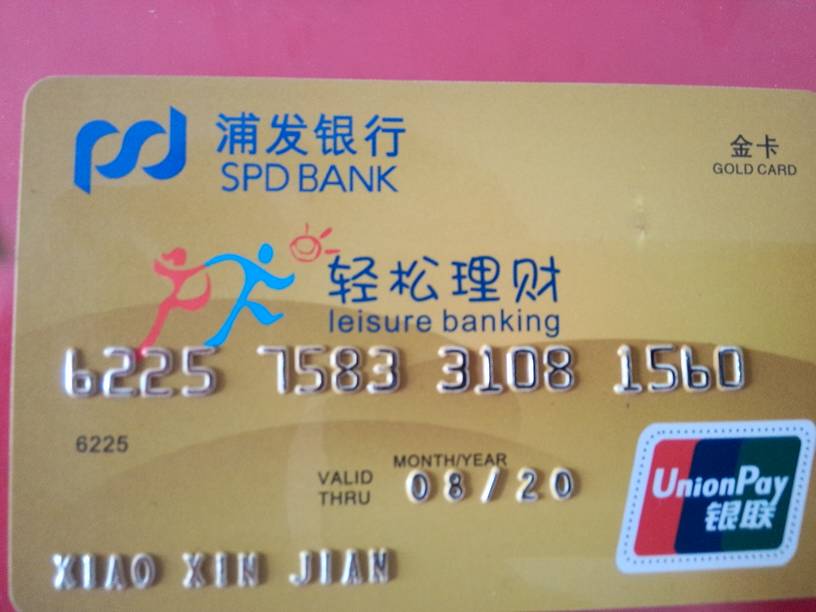 浦发银行
SPD BANK
金卡
GOLD CARD
轻松理财
leisure banking
6225 7583 3108 1560
6225
MONTH/YEAR
VALID THRU 08/20
UnionPay
银联
XIAO XIN JIAN